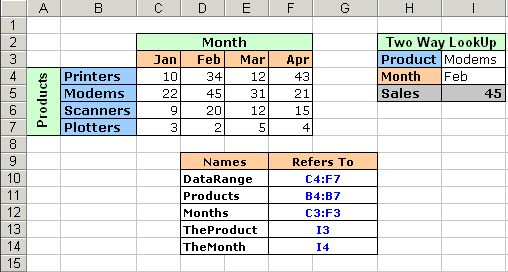 A B C D E F G H I
1
2 Month Two Way LookUp
3 Jan Feb Mar Apr Product Modems
4 Products Printers 10 34 12 43 Month Feb
5 Modems 22 45 31 21 Sales 45
6 Scanners 9 20 12 15
7 Plotters 3 2 5 4
8
9 Names Refers To
10 DataRange C4:F7
11 Products B4:B7
12 Months C3:F3
13 TheProduct I3
14 TheMonth I4
15